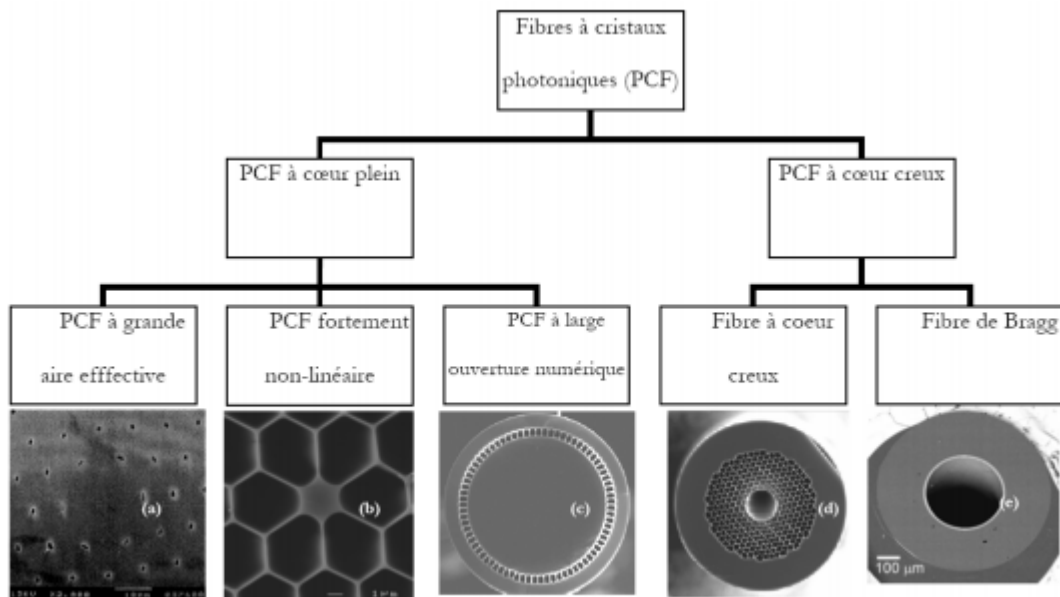 Fibres à cristaux
photoniques (PCF)
PCF à cœur plein
PCF à cœur creux
PCF à grande
aire efffective
PCF fortement
non-linéaire
PCF à large
ouverture numérique
Fibre à coeur
creux
Fibre de Bragg
(a)
(b)
(c)
(d)
(e)
100 µm